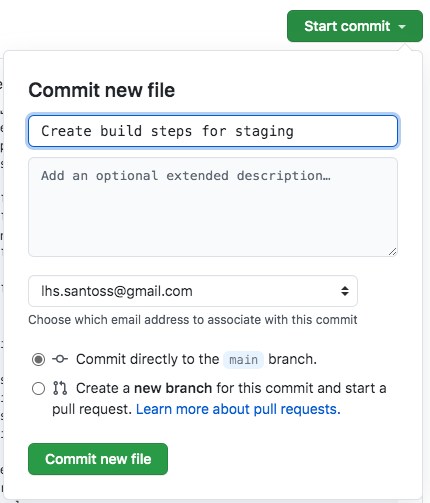 Start commit
Commit new file
Create build steps for staging
Add an optional extended description…
lhs.santoss@gmail.com
Choose which email address to associate with this commit
Commit directly to the main branch.
Create a new branch for this commit and start a
pull request. Learn more about pull requests.
Commit new file